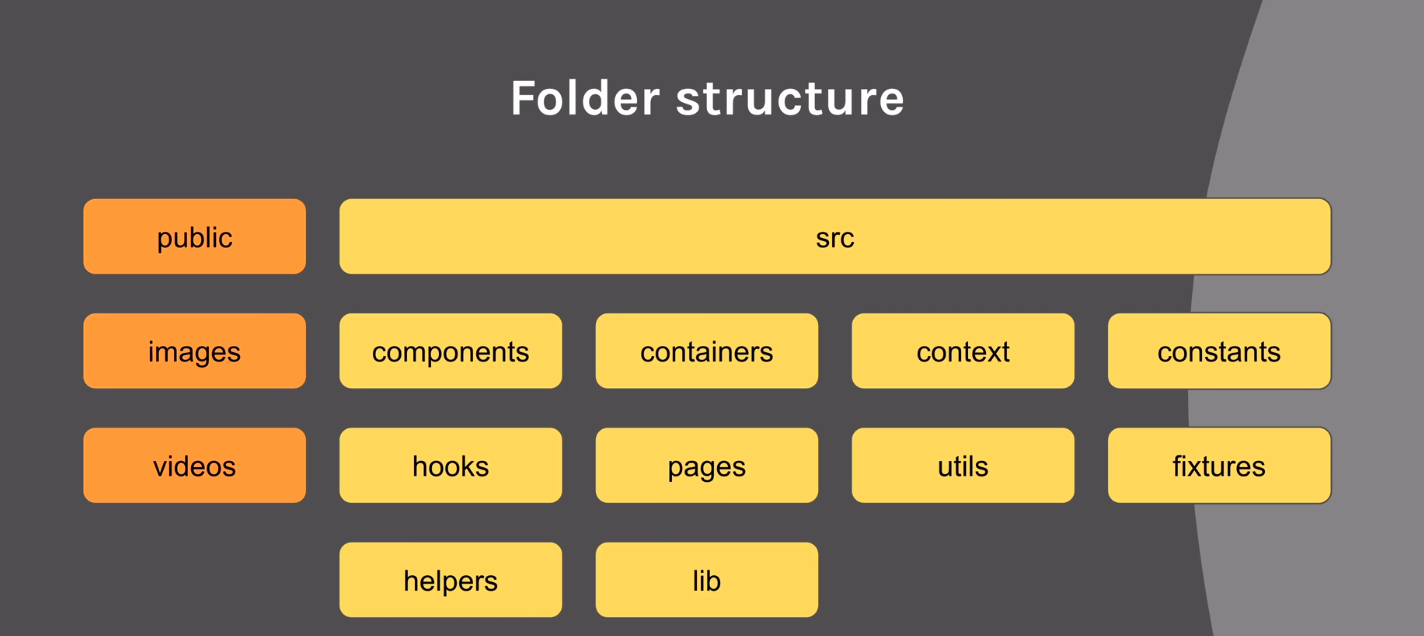 Folder structure
public
src
images
components
containers
context
constants
videos
hooks
pages
utils
fixtures
helpers
lib